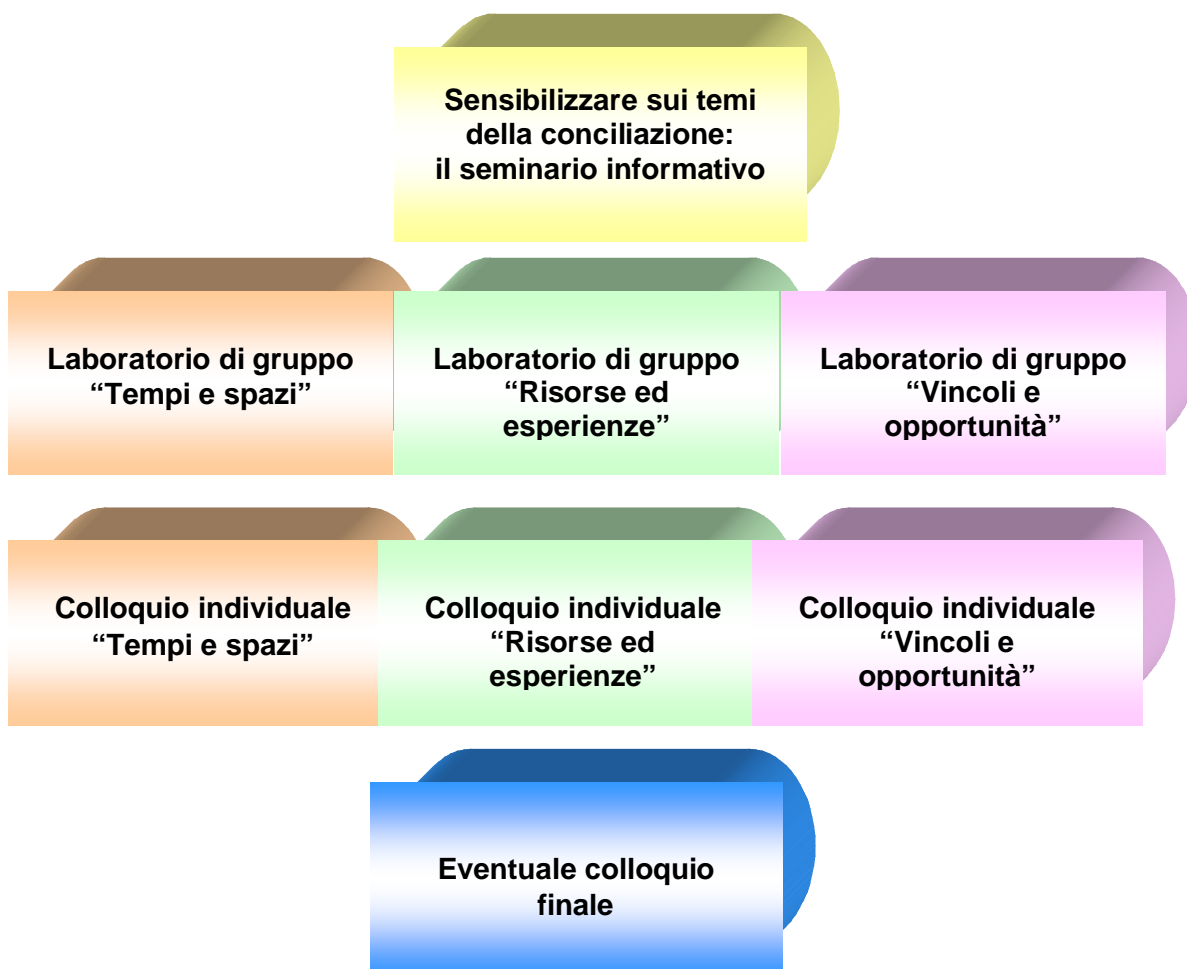 Sensibilizzare sui temi
della conciliazione:
il seminario informativo
Laboratorio di gruppo
“Tempi e spazi”
Laboratorio di gruppo
“Risorse ed
esperienze”
Laboratorio di gruppo
“Vincoli e
opportunità”
Colloquio individuale
“Tempi e spazi”
Colloquio individuale
“Risorse ed
esperienze”
Colloquio individuale
“Vincoli e
opportunità”
Eventuale colloquio
finale